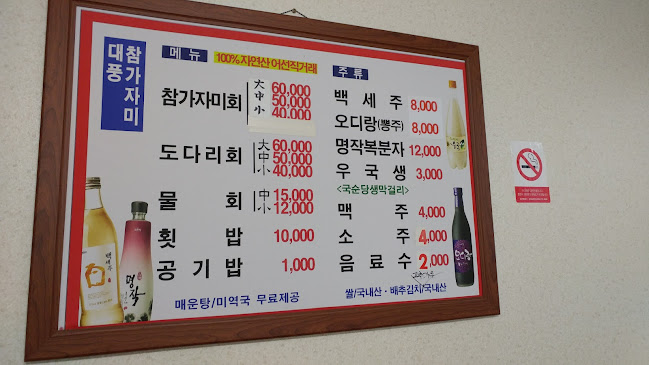 대풍
참가자미
메뉴 100% 자연산 어선직거래
참가자미회 大 60,000
中 50,000
小 40,000
도다리회 大 60,000
中 50,000
小 40,000
물회 中 15,000
小 12,000
횟밥 10,000
공기밥 1,000
매운탕/미역국 무료제공
주류
백세주 8,000
오디랑(뽕주) 8,000
명작복분자 12,000
우국생 3,000
<국순당생막걸리>
맥주 4,000
소주 4,000
음료수 2,000
쌀/국내산·배추김치/국내산
백세주
명작